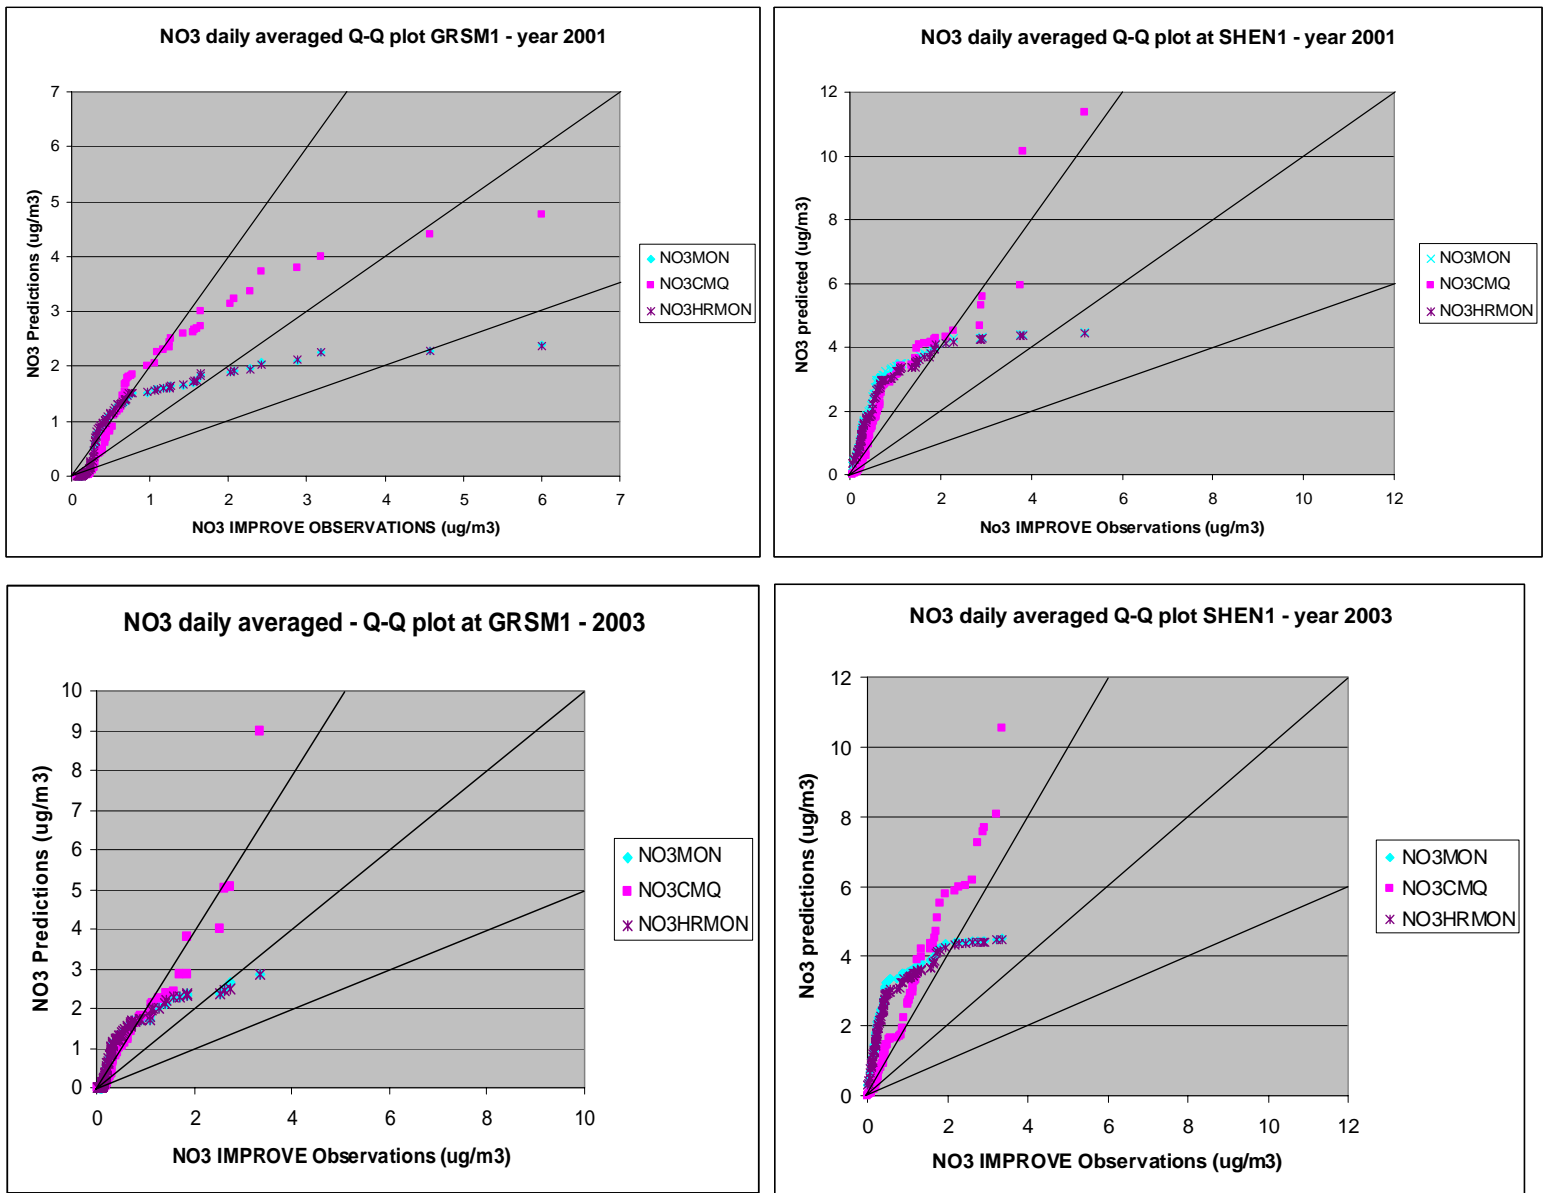 NO3 daily averaged Q-Q plot GRSM1 - year 2001
NO3 Predictions (ug/m3)
7
6
5
4
3
2
1
0
0 1 2 3 4 5 6 7
NO3 IMPROVE OBSERVATIONS (ug/m3)
NO3MON
NO3CMQ
NO3HRMON
NO3 daily averaged Q-Q plot at SHEN1 - year 2001
NO3 predicted (ug/m3)
12
10
8
6
4
2
0
0 2 4 6 8 10 12
No3 IMPROVE Observations (ug/m3)
NO3MON
NO3CMQ
NO3HRMON
NO3 daily averaged - Q-Q plot at GRSM1 - 2003
NO3 Predictions (ug/m3)
10
9
8
7
6
5
4
3
2
1
0
0 2 4 6 8 10
NO3 IMPROVE Observations (ug/m3)
NO3MON
NO3CMQ
NO3HRMON
NO3 daily averaged Q-Q plot SHEN1 - year 2003
No3 predictions (ug/m3)
12
10
8
6
4
2
0
0 2 4 6 8 10 12
NO3 IMPROVE Observations (ug/m3)
NO3MON
NO3CMQ
NO3HRMON